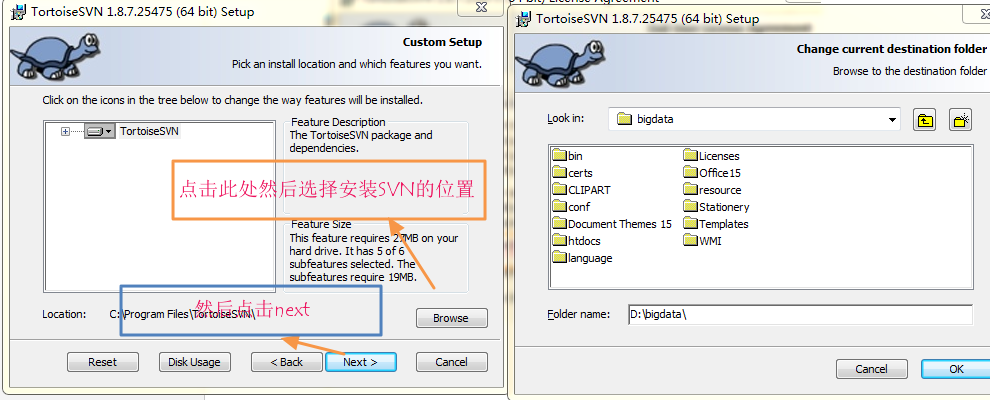 TortoiseSVN 1.8.7.25475 (64 bit) Setup
Custom Setup
Pick an install location and which features you want.
Click on the icons in the tree below to change the way features will be installed.
TortoiseSVN
Feature Description
The TortoiseSVN package and
dependencies.
点击此处然后选择安装SVN的位置
Feature Size
This feature requires 27MB on your
hard drive. It has 5 of 6
subfeatures selected. The
subfeatures require 19MB.
然后点击next
Location: C:\Program Files\TortoiseSVN\
Browse
Reset Disk Usage < Back Next > Cancel
License Agreement
TortoiseSVN 1.8.7.25475 (64 bit) Setup
Change current destination folder
Browse to the destination folder
Look in: bigdata
bin Licenses
certs Office15
CLIPART resource
conf Stationery
Document Themes 15 Templates
htdocs WMI
language
Folder name: D:\bigdata\
Cancel OK